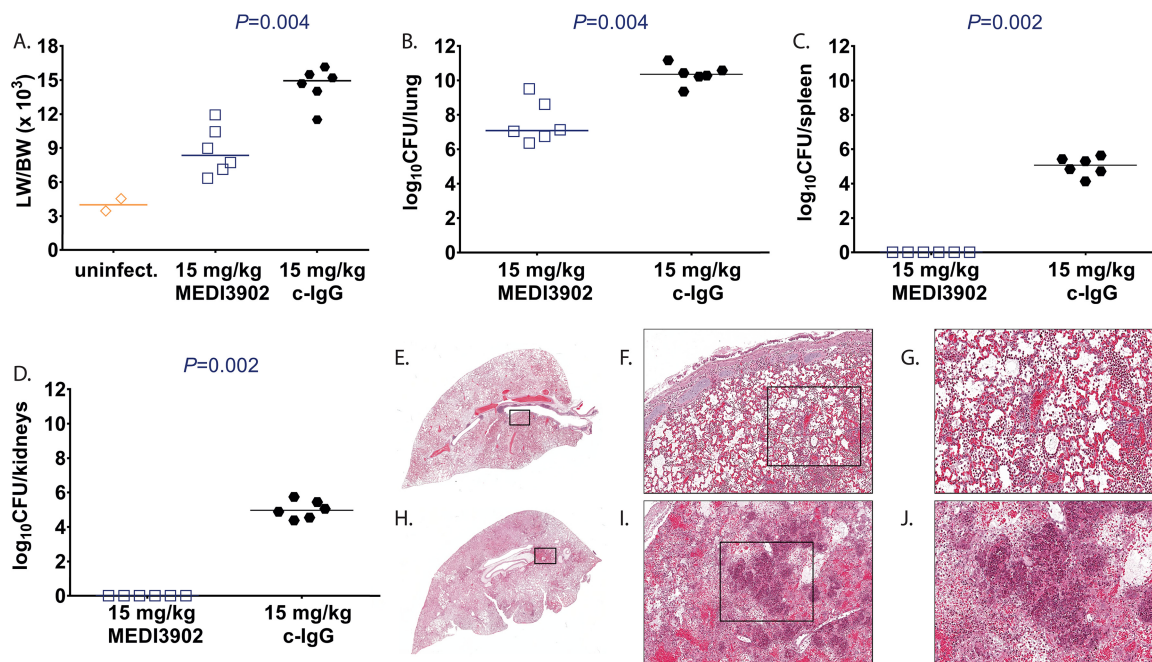 A.
P=0.004
LW/BW (x 10³)
18
15
12
9
6
3
0
uninfect.
15 mg/kg
MEDI3902
15 mg/kg
c-IgG
B.
P=0.004
log₁₀CFU/lung
12
10
8
6
4
2
0
15 mg/kg
MEDI3902
15 mg/kg
c-IgG
C.
P=0.002
log₁₀CFU/spleen
12
10
8
6
4
2
0
15 mg/kg
MEDI3902
15 mg/kg
c-IgG
D.
P=0.002
log₁₀CFU/kidneys
12
10
8
6
4
2
0
15 mg/kg
MEDI3902
15 mg/kg
c-IgG
E.
F.
G.
H.
I.
J.